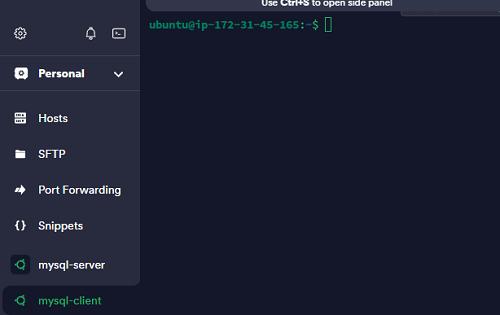 Use Ctrl+S to open side panel
ubuntu@ip-172-31-45-165:~$
Personal
Hosts
SFTP
Port Forwarding
Snippets
mysql-server
mysql-client